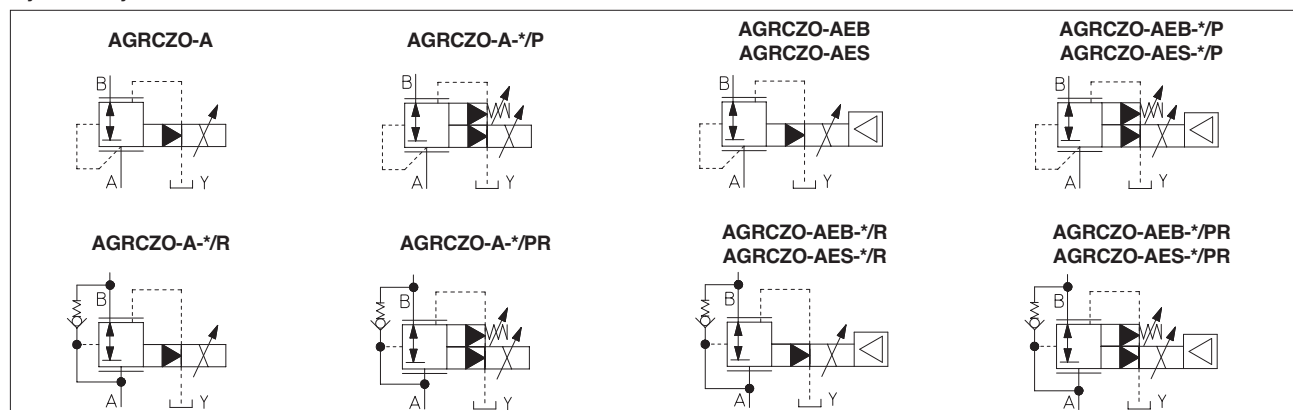 AGRCZO-A
AGRCZO-A-*/P
AGRCZO-AEB
AGRCZO-AES
AGRCZO-AEB-*/P
AGRCZO-AES-*/P
B
A
Y
B
A
Y
B
A
Y
B
A
Y
AGRCZO-A-*/R
AGRCZO-A-*/PR
AGRCZO-AEB-*/R
AGRCZO-AES-*/R
AGRCZO-AEB-*/PR
AGRCZO-AES-*/PR
B
A
Y
B
A
Y
B
A
Y
B
A
Y